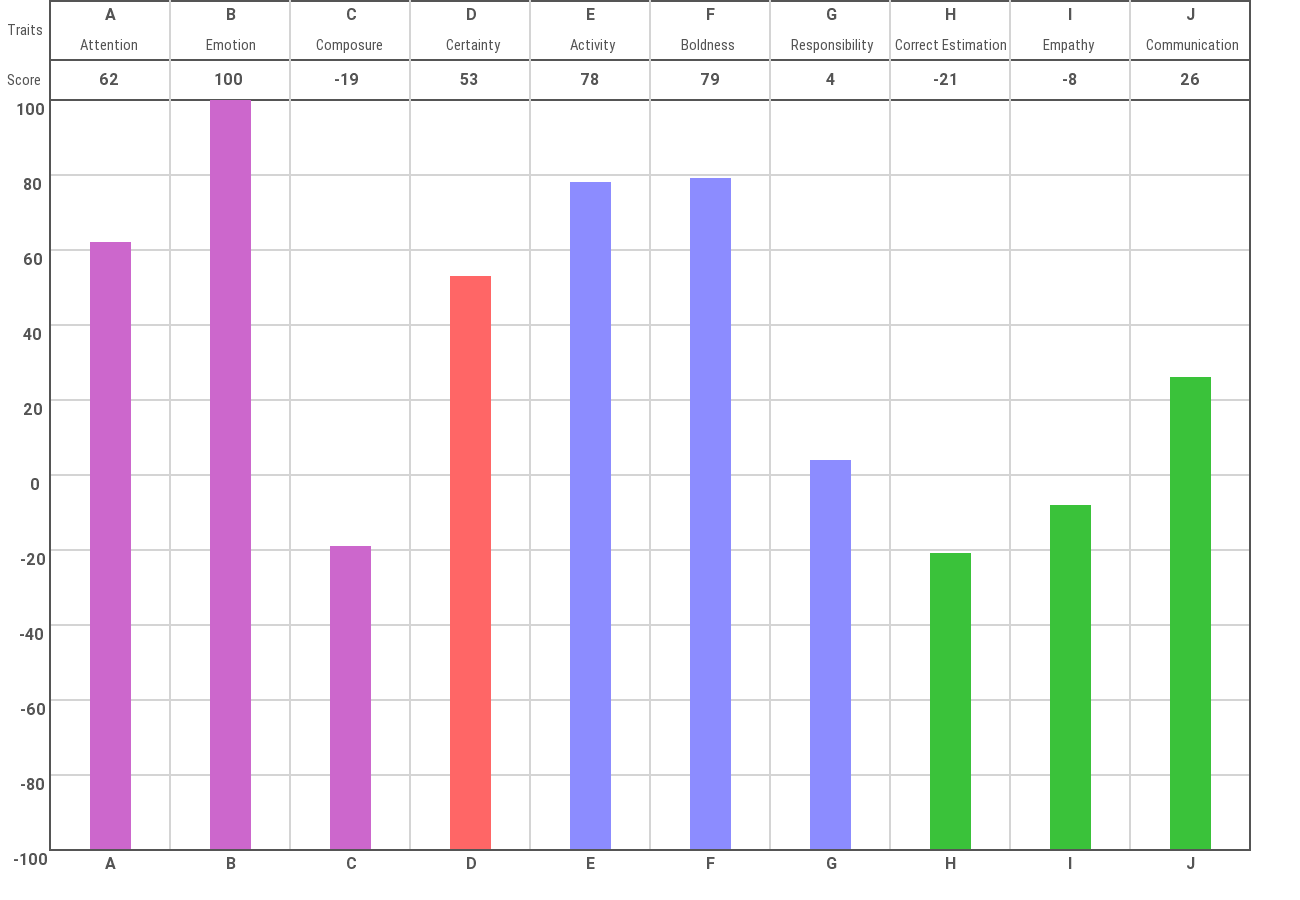 A B C D E F G H I J
Traits
Attention Emotion Composure Certainty Activity Boldness Responsibility Correct Estimation Empathy Communication
Score 62 100 -19 53 78 79 4 -21 -8 26
100
80
60
40
20
0
-20
-40
-60
-80
-100
A B C D E F G H I J